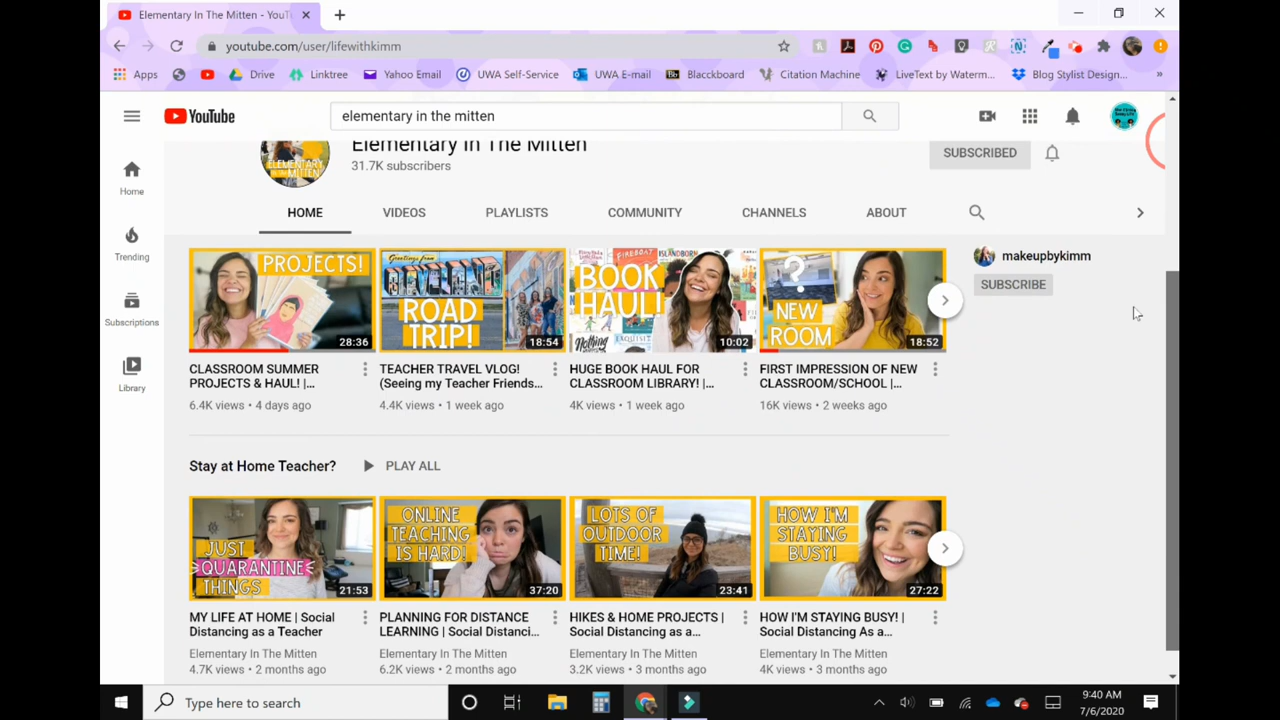 Elementary In The Mitten - YouT
youtube.com/user/lifewithkimm
Apps Drive Linktree Yahoo Email UWA Self-Service UWA E-mail Bb Blacckboard Citation Machine LiveText by Waterm... Blog Stylist Design... »
YouTube
elementary in the mitten
Elementary In The Mitten
31.7K subscribers
SUBSCRIBED
Home
Trending
Subscriptions
Library
HOME VIDEOS PLAYLISTS COMMUNITY CHANNELS ABOUT
PROJECTS!
28:36
CLASSROOM SUMMER
PROJECTS & HAUL! |...
6.4K views • 4 days ago
Greetings from
CLEVELAND
ROAD
TRIP!
18:54
TEACHER TRAVEL VLOG!
(Seeing my Teacher Friends...
4.4K views • 1 week ago
FIREBOAT
ISLANDBORN
BOOK
HAUL!
Nothing
10:02
HUGE BOOK HAUL FOR
CLASSROOM LIBRARY! |...
4K views • 1 week ago
?
NEW
ROOM
18:52
FIRST IMPRESSION OF NEW
CLASSROOM/SCHOOL |...
16K views • 2 weeks ago
makeupbykimm
SUBSCRIBE
Stay at Home Teacher? PLAY ALL
JUST
QUARANTINE
THINGS
21:53
MY LIFE AT HOME | Social
Distancing as a Teacher
Elementary In The Mitten
4.7K views • 2 months ago
ONLINE
TEACHING
IS HARD!
37:20
PLANNING FOR DISTANCE
LEARNING | Social Distanci...
Elementary In The Mitten
6.2K views • 2 months ago
LOTS OF
OUTDOOR
TIME!
23:41
HIKES & HOME PROJECTS |
Social Distancing as a...
Elementary In The Mitten
3.2K views • 3 months ago
HOW I'M
STAYING
BUSY!
27:22
HOW I'M STAYING BUSY! |
Social Distancing As a...
Elementary In The Mitten
4K views • 3 months ago
Type here to search
9:40 AM
7/6/2020